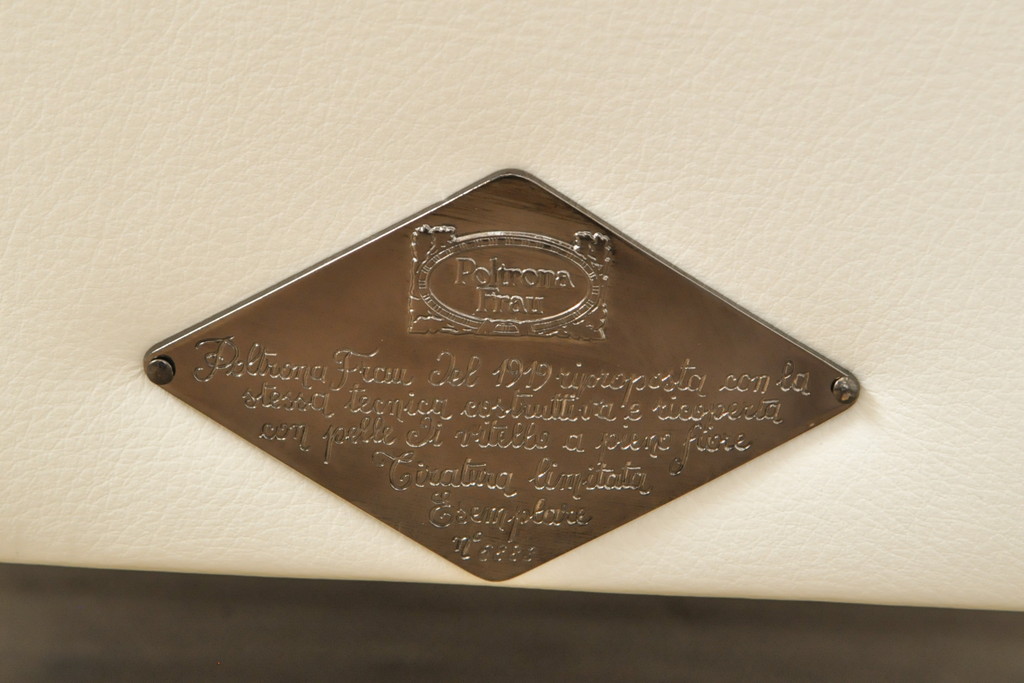 Poltrona
Frau
Poltrona Frau del 1919 riproposta con la
stessa tecnica costruttiva e ricoperta
con pelle di vitello a pieno fiore
Tiratura limitata
Esemplare
n°